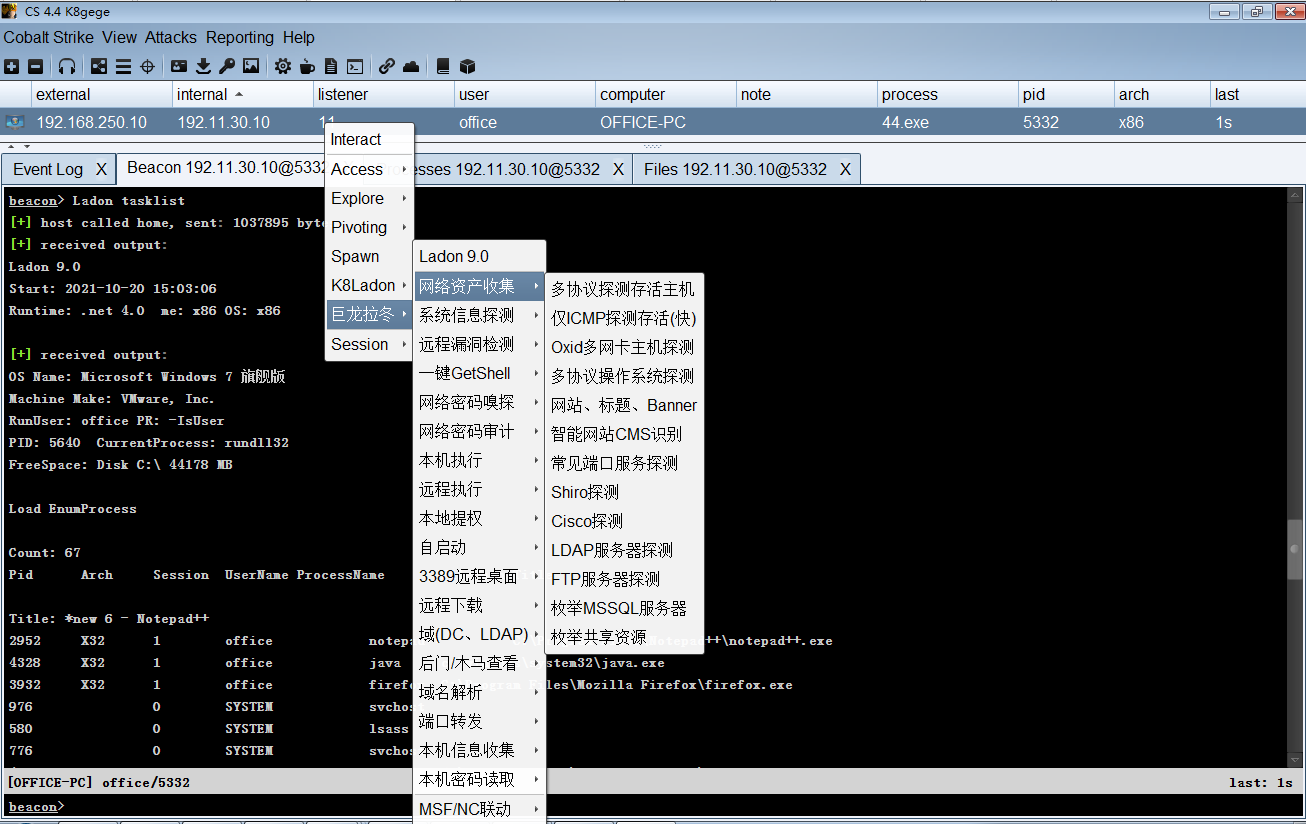 CS 4.4 K8gege
Cobalt Strike View Attacks Reporting Help
external internal listener user computer note process pid arch last
192.168.250.10 192.11.30.10 11 office OFFICE-PC 44.exe 5332 x86 1s
Event Log X Beacon 192.11.30.10@5332 esses 192.11.30.10@5332 X Files 192.11.30.10@5332 X
Interact
Access
Explore
Pivoting
Spawn
K8Ladon
巨龙拉冬
Session
Ladon 9.0
网络资产收集
系统信息探测
远程漏洞检测
一键GetShell
网络密码嗅探
网络密码审计
本机执行
远程执行
本地提权
自启动
3389远程桌面
远程下载
域(DC、LDAP)
后门/木马查看
域名解析
端口转发
本机信息收集
本机密码读取
MSF/NC联动
多协议探测存活主机
仅ICMP探测存活(快)
Oxid多网卡主机探测
多协议操作系统探测
网站、标题、Banner
智能网站CMS识别
常见端口服务探测
Shiro探测
Cisco探测
LDAP服务器探测
FTP服务器探测
枚举MSSQL服务器
枚举共享资源
beacon> Ladon tasklist
[+] host called home, sent: 1037895 byte
[+] received output:
Ladon 9.0
Start: 2021-10-20 15:03:06
Runtime: .net 4.0 me: x86 OS: x86
[+] received output:
OS Name: Microsoft Windows 7 旗舰版
Machine Make: VMware, Inc.
RunUser: office PR: -IsUser
PID: 5640 CurrentProcess: rundll32
FreeSpace: Disk C:\ 44178 MB
Load EnumProcess
Count: 67
Pid Arch Session UserName ProcessName
Title: *new 6 - Notepad++
2952 X32 1 office notepa Notepad++\notepad++.exe
4328 X32 1 office java stem32\java.exe
3932 X32 1 office firefo Program Files\Mozilla Firefox\firefox.exe
976 0 SYSTEM svchos
580 0 SYSTEM lsass
776 0 SYSTEM svchos
[OFFICE-PC] office/5332 last: 1s
beacon>